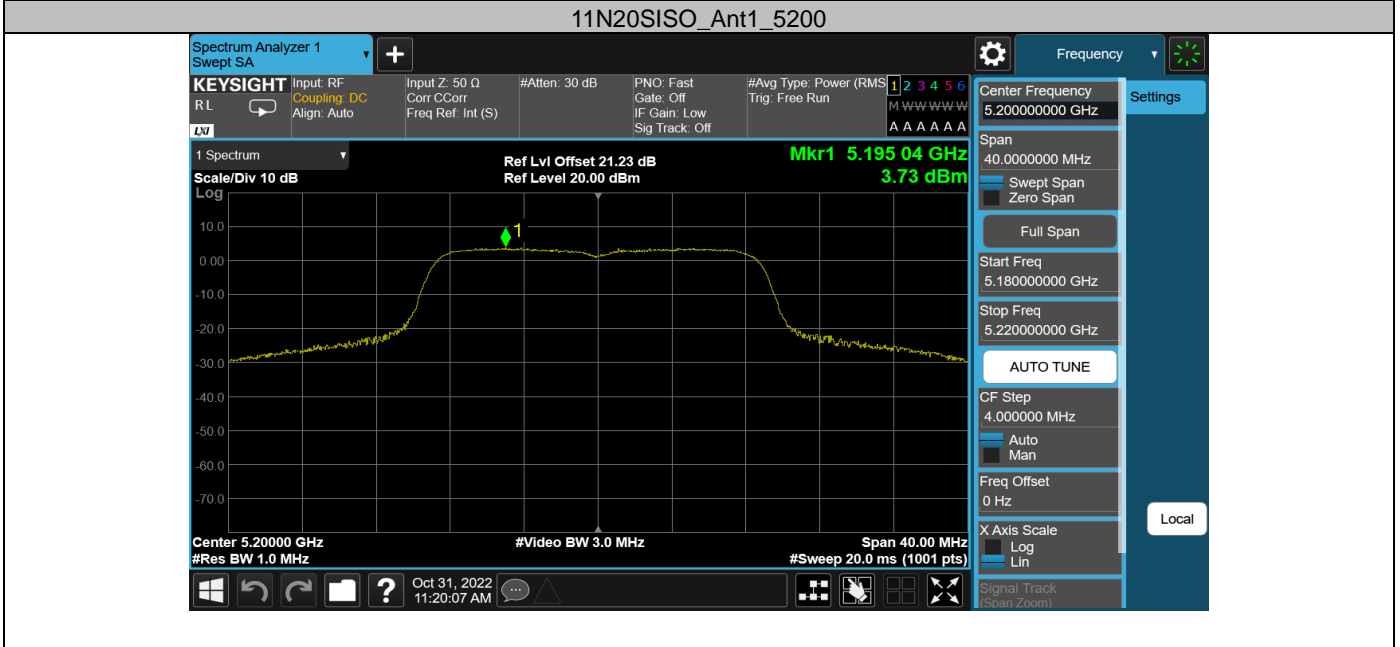 11N20SISO_Ant1_5200
Spectrum Analyzer 1
Swept SA
+
Frequency
KEYSIGHT
RL
LXI
Input: RF
Coupling: DC
Align: Auto
Input Z: 50 Ω
Corr CCorr
Freq Ref: Int (S)
#Atten: 30 dB
PNO: Fast
Gate: Off
IF Gain: Low
Sig Track: Off
#Avg Type: Power (RMS
Trig: Free Run
1 2 3 4 5 6
M W W W W W
A A A A A A
1 Spectrum
Scale/Div 10 dB
Log
Ref Lvl Offset 21.23 dB
Ref Level 20.00 dBm
Mkr1 5.195 04 GHz
3.73 dBm
1
10.0
0.00
-10.0
-20.0
-30.0
-40.0
-50.0
-60.0
-70.0
Center 5.20000 GHz
#Res BW 1.0 MHz
#Video BW 3.0 MHz
Span 40.00 MHz
#Sweep 20.0 ms (1001 pts)
Center Frequency
5.200000000 GHz
Span
40.0000000 MHz
Swept Span
Zero Span
Full Span
Start Freq
5.180000000 GHz
Stop Freq
5.220000000 GHz
AUTO TUNE
CF Step
4.000000 MHz
Auto
Man
Freq Offset
0 Hz
X Axis Scale
Log
Lin
Signal Track
(Span Zoom)
Settings
Local
?
Oct 31, 2022
11:20:07 AM